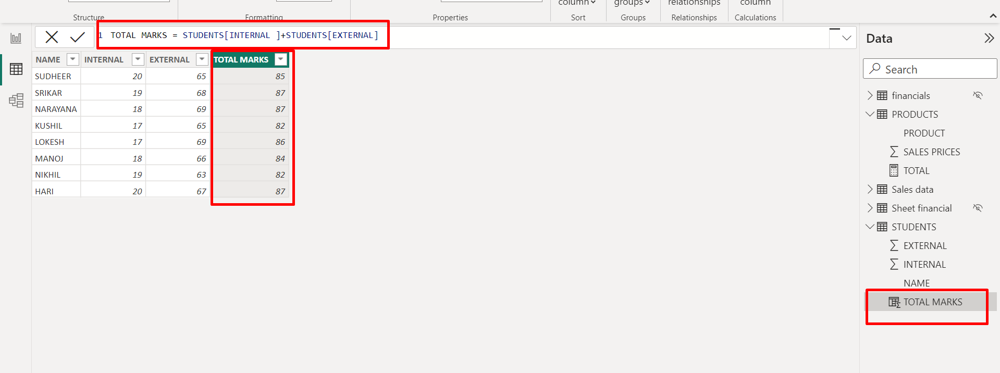 column groups relationships column
Structure Formatting Properties Sort Groups Relationships Calculations
1 TOTAL MARKS = STUDENTS[INTERNAL ]+STUDENTS[EXTERNAL]
NAME INTERNAL EXTERNAL TOTAL MARKS
SUDHEER 20 65 85
SRIKAR 19 68 87
NARAYANA 18 69 87
KUSHIL 17 65 82
LOKESH 17 69 86
MANOJ 18 66 84
NIKHIL 19 63 82
HARI 20 67 87
Data
Search
financials
PRODUCTS
PRODUCT
SALES PRICES
TOTAL
Sales data
Sheet financial
STUDENTS
EXTERNAL
INTERNAL
NAME
TOTAL MARKS